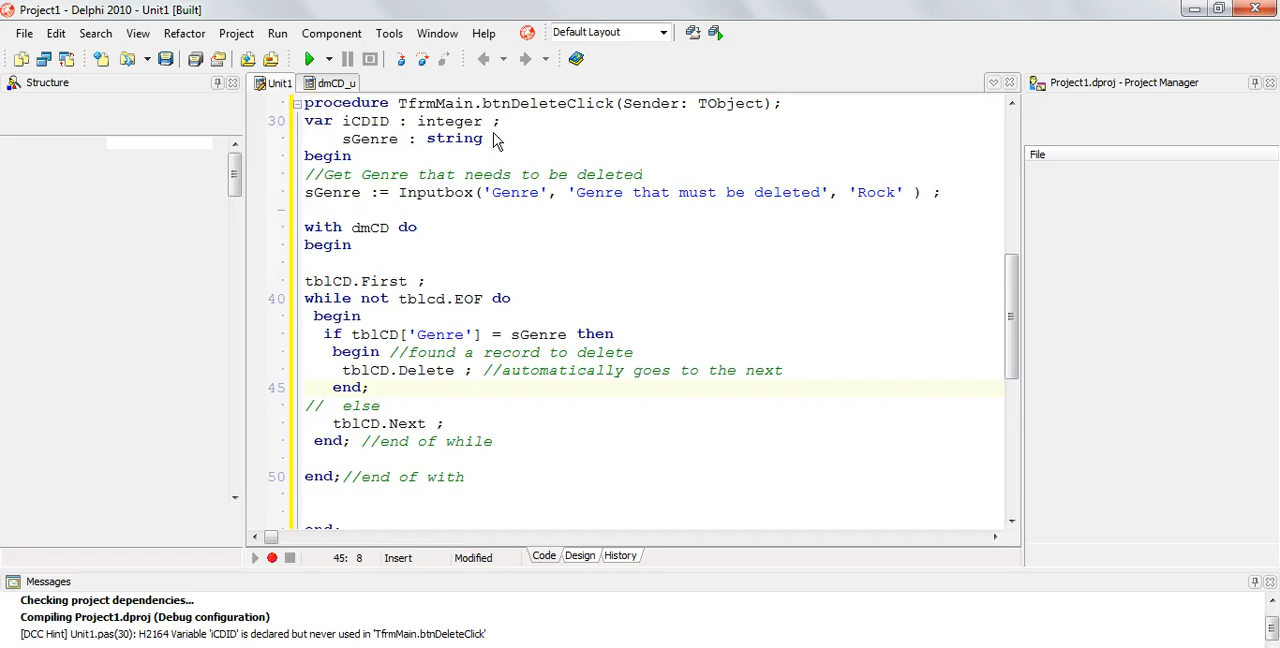 Project1 - Delphi 2010 - Unit1 [Built]
File Edit Search View Refactor Project Run Component Tools Window Help Default Layout
Structure
Unit1 dmCD_u
Project1.dproj - Project Manager
File
procedure TfrmMain.btnDeleteClick(Sender: TObject);
30 var iCDID : integer ;
sGenre : string
begin
//Get Genre that needs to be deleted
sGenre := Inputbox('Genre', 'Genre that must be deleted', 'Rock' ) ;
with dmCD do
begin
tblCD.First ;
40 while not tblcd.EOF do
begin
if tblCD['Genre'] = sGenre then
begin //found a record to delete
tblCD.Delete ; //automatically goes to the next
45 end;
// else
tblCD.Next ;
end; //end of while
50 end;//end of with
end;
45: 8 Insert Modified Code Design History
Messages
Checking project dependencies...
Compiling Project1.dproj (Debug configuration)
[DCC Hint] Unit1.pas(30): H2164 Variable 'iCDID' is declared but never used in 'TfrmMain.btnDeleteClick'